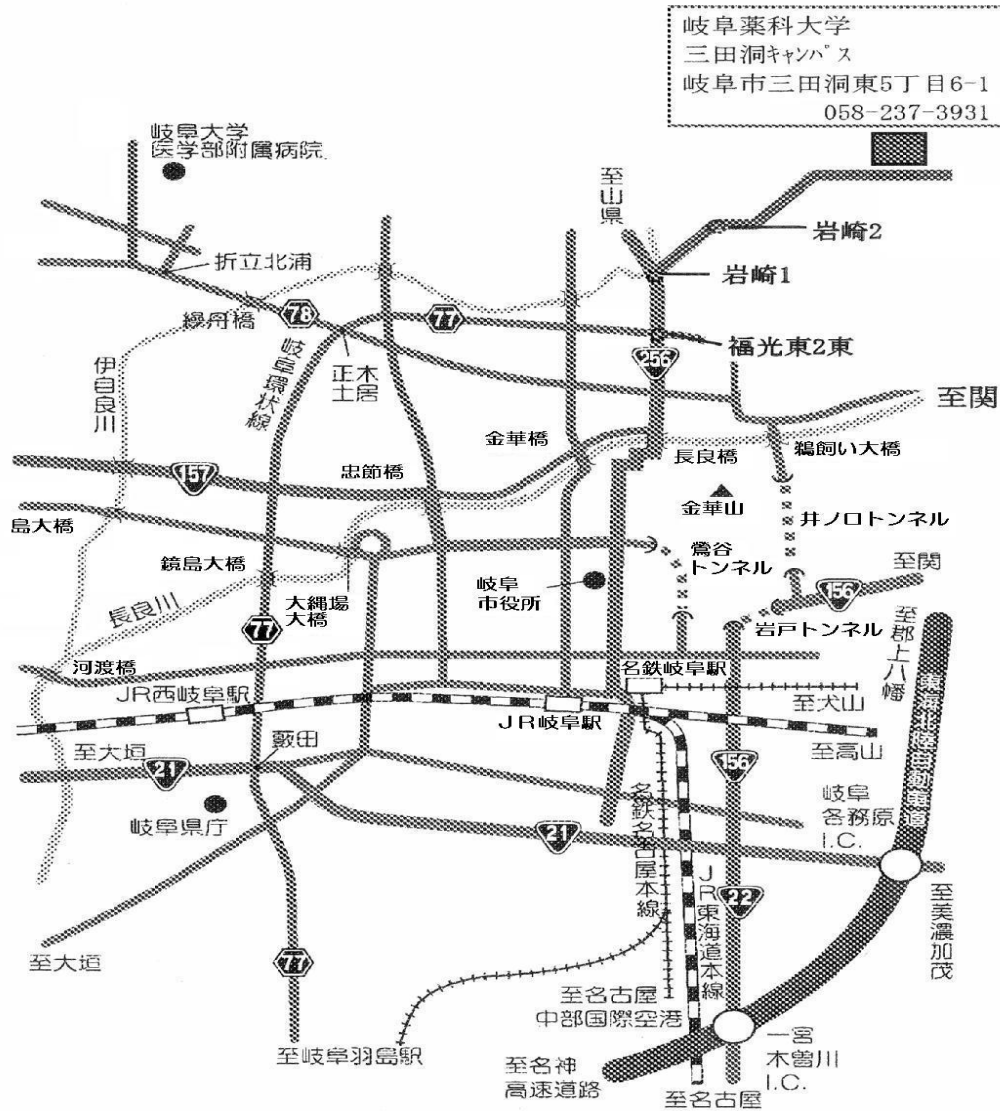 岐阜薬科大学
三田洞キャンパス
岐阜市三田洞東5丁目6-1
058-237-3931
岐阜大学
医学部附属病院
至山県
岩崎2
折立北浦
岩崎1
繰舟橋
78
77
福光東2東
岐阜環状線
256
正木
土居
伊自良川
至関
金華橋
長良橋
鵜飼い大橋
157
忠節橋
金華山
島大橋
井ノ口トンネル
鏡島大橋
鶯谷
トンネル
岐阜
市役所
至関
大縄場
大橋
156
長良川
77
岩戸トンネル
至郡上八幡
河渡橋
名鉄岐阜駅
JR西岐阜駅
至犬山
JR岐阜駅
東海北陸自動車道
至大垣
藪田
至高山
21
156
岐阜県庁
名鉄名古屋本線
岐阜
各務原
I.C.
21
JR東海道本線
22
至美濃加茂
至大垣
77
至名古屋
中部国際空港
至岐阜羽島駅
至名神
高速道路
一宮
木曽川
I.C.
至名古屋